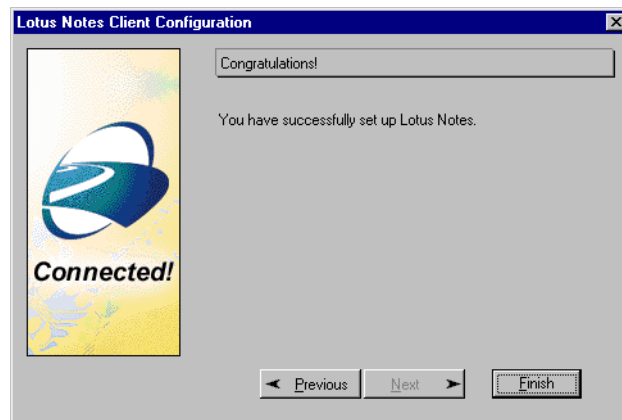 Lotus Notes Client Configuration
Congratulations!
You have successfully set up Lotus Notes.
Connected!
Previous Next Finish